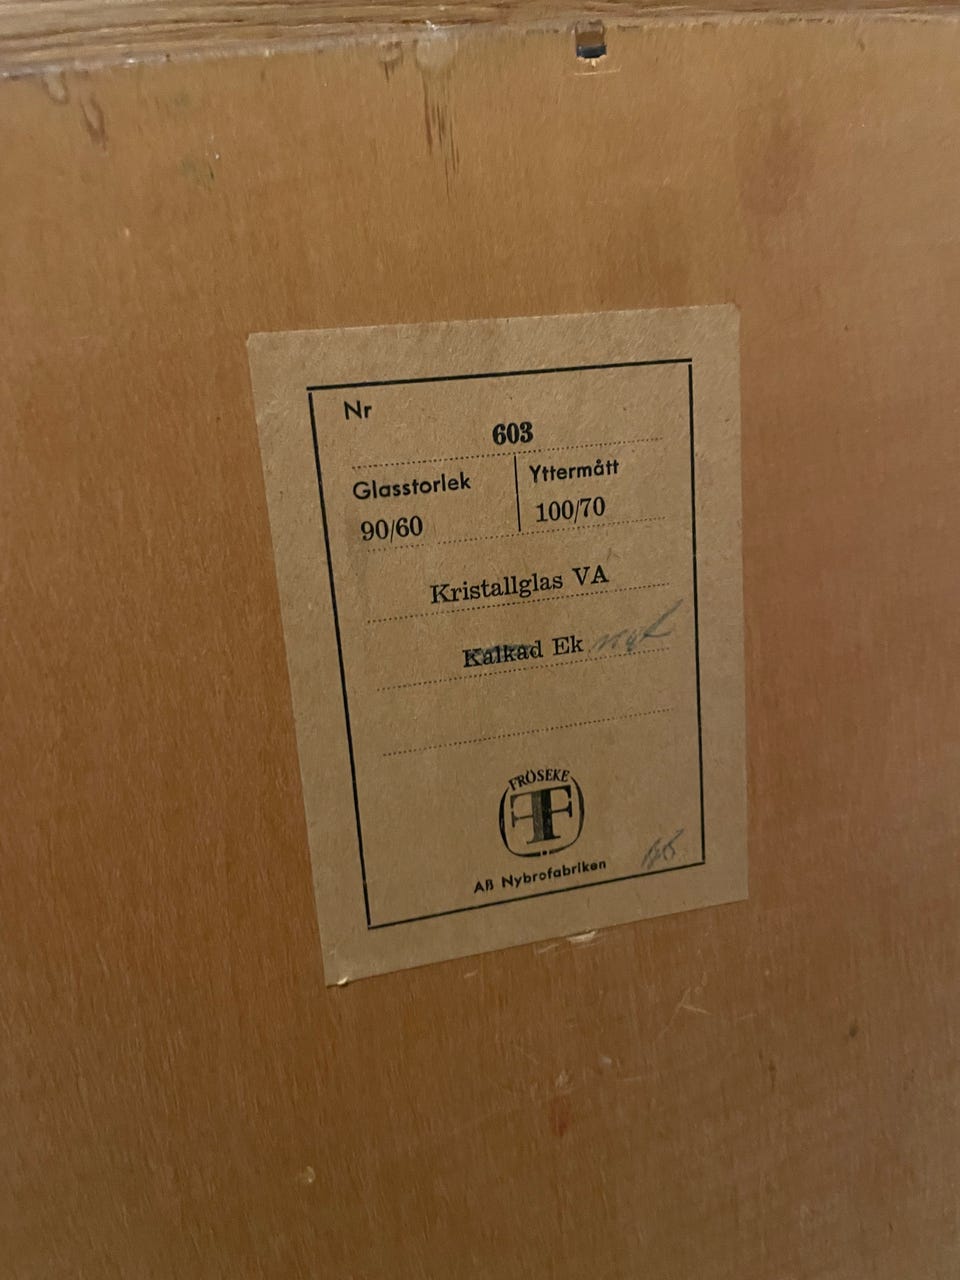 Nr
603
Glasstorlek Yttermått
90/60 100/70
Kristallglas VA
Kalkad Ek
FRÖSEKE
F
AB Nybrofabriken